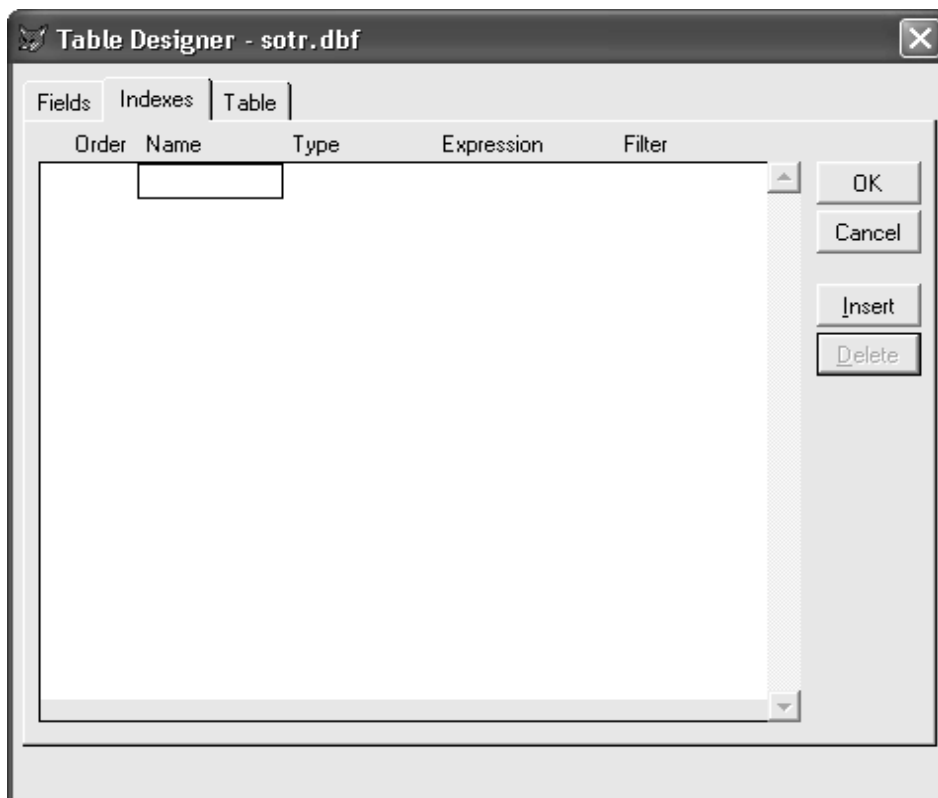 Table Designer - sotr.dbf
Fields Indexes Table
Order Name Type Expression Filter
OK
Cancel
Insert
Delete